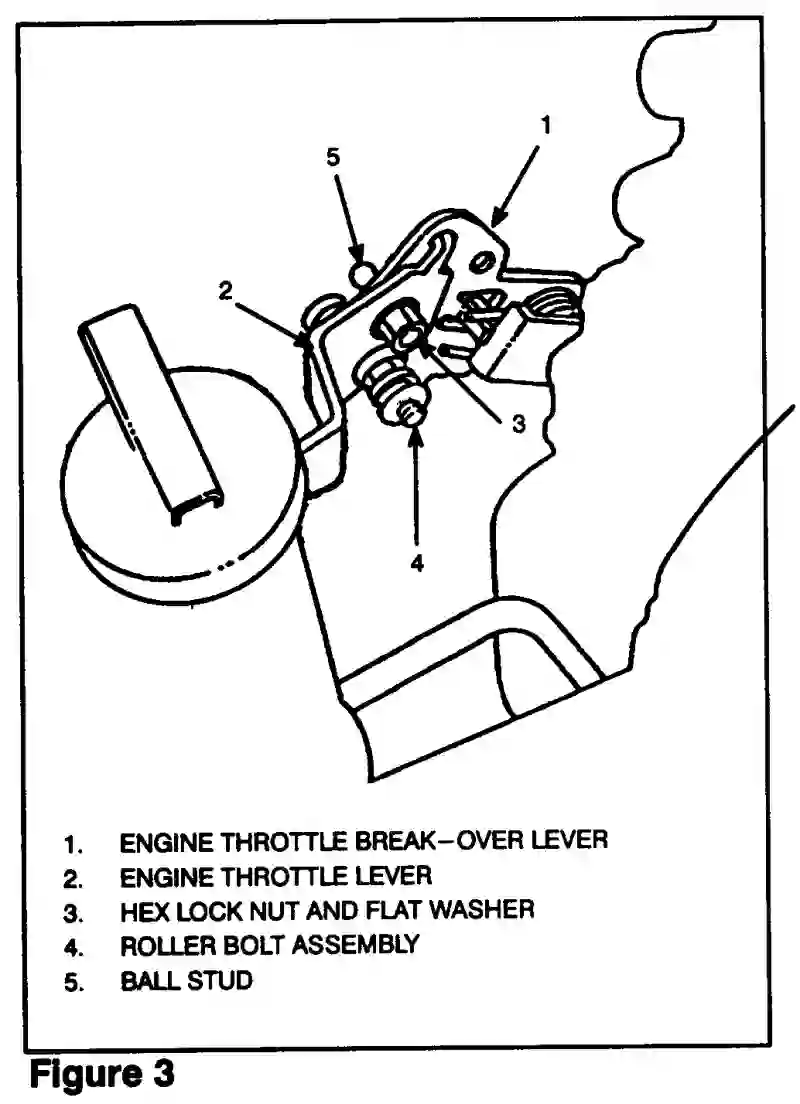 1
5
2
3
4
1. ENGINE THROTTLE BREAK-OVER LEVER
2. ENGINE THROTTLE LEVER
3. HEX LOCK NUT AND FLAT WASHER
4. ROLLER BOLT ASSEMBLY
5. BALL STUD
Figure 3